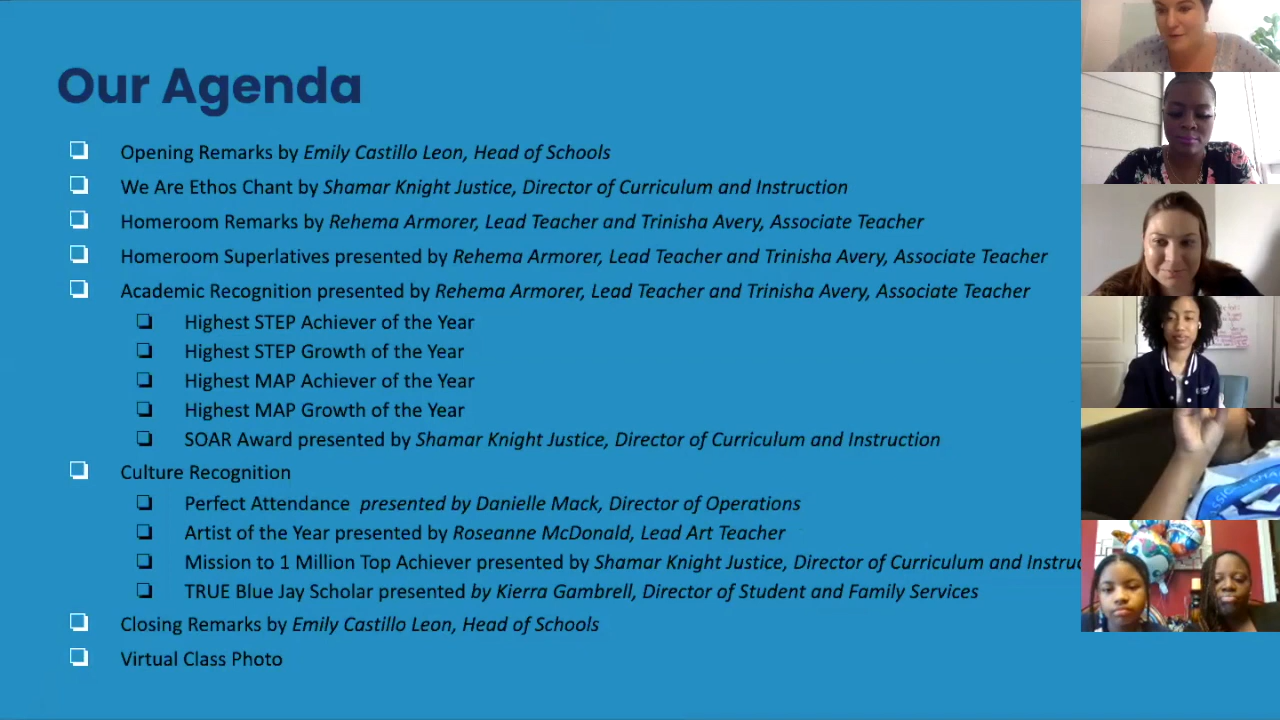 Our Agenda
Opening Remarks by Emily Castillo Leon, Head of Schools
We Are Ethos Chant by Shamar Knight Justice, Director of Curriculum and Instruction
Homeroom Remarks by Rehema Armorer, Lead Teacher and Trinisha Avery, Associate Teacher
Homeroom Superlatives presented by Rehema Armorer, Lead Teacher and Trinisha Avery, Associate Teacher
Academic Recognition presented by Rehema Armorer, Lead Teacher and Trinisha Avery, Associate Teacher
Highest STEP Achiever of the Year
Highest STEP Growth of the Year
Highest MAP Achiever of the Year
Highest MAP Growth of the Year
SOAR Award presented by Shamar Knight Justice, Director of Curriculum and Instruction
Culture Recognition
Perfect Attendance presented by Danielle Mack, Director of Operations
Artist of the Year presented by Roseanne McDonald, Lead Art Teacher
Mission to 1 Million Top Achiever presented by Shamar Knight Justice, Director of Curriculum and Instruc
TRUE Blue Jay Scholar presented by Kierra Gambrell, Director of Student and Family Services
Closing Remarks by Emily Castillo Leon, Head of Schools
Virtual Class Photo